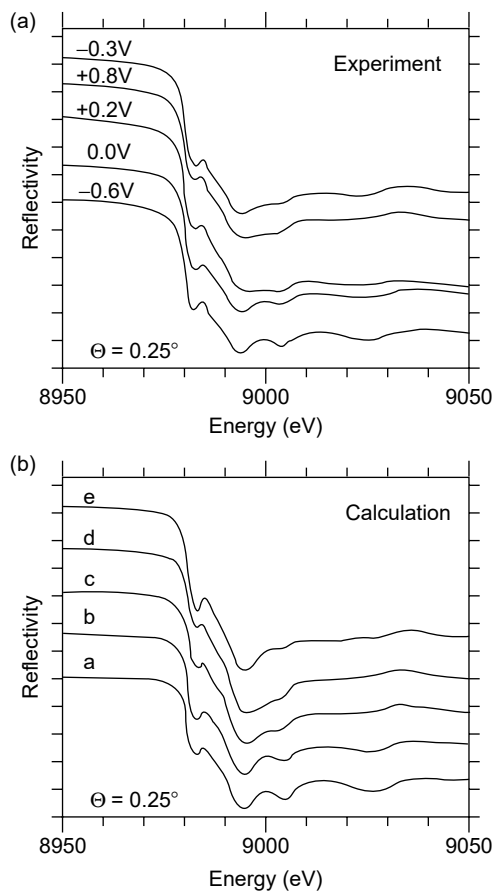 (a)
−0.3V
Experiment
+0.8V
+0.2V
0.0V
−0.6V
Reflectivity
Θ = 0.25°
8950 9000 9050
Energy (eV)
(b)
e
Calculation
d
c
b
a
Reflectivity
Θ = 0.25°
8950 9000 9050
Energy (eV)